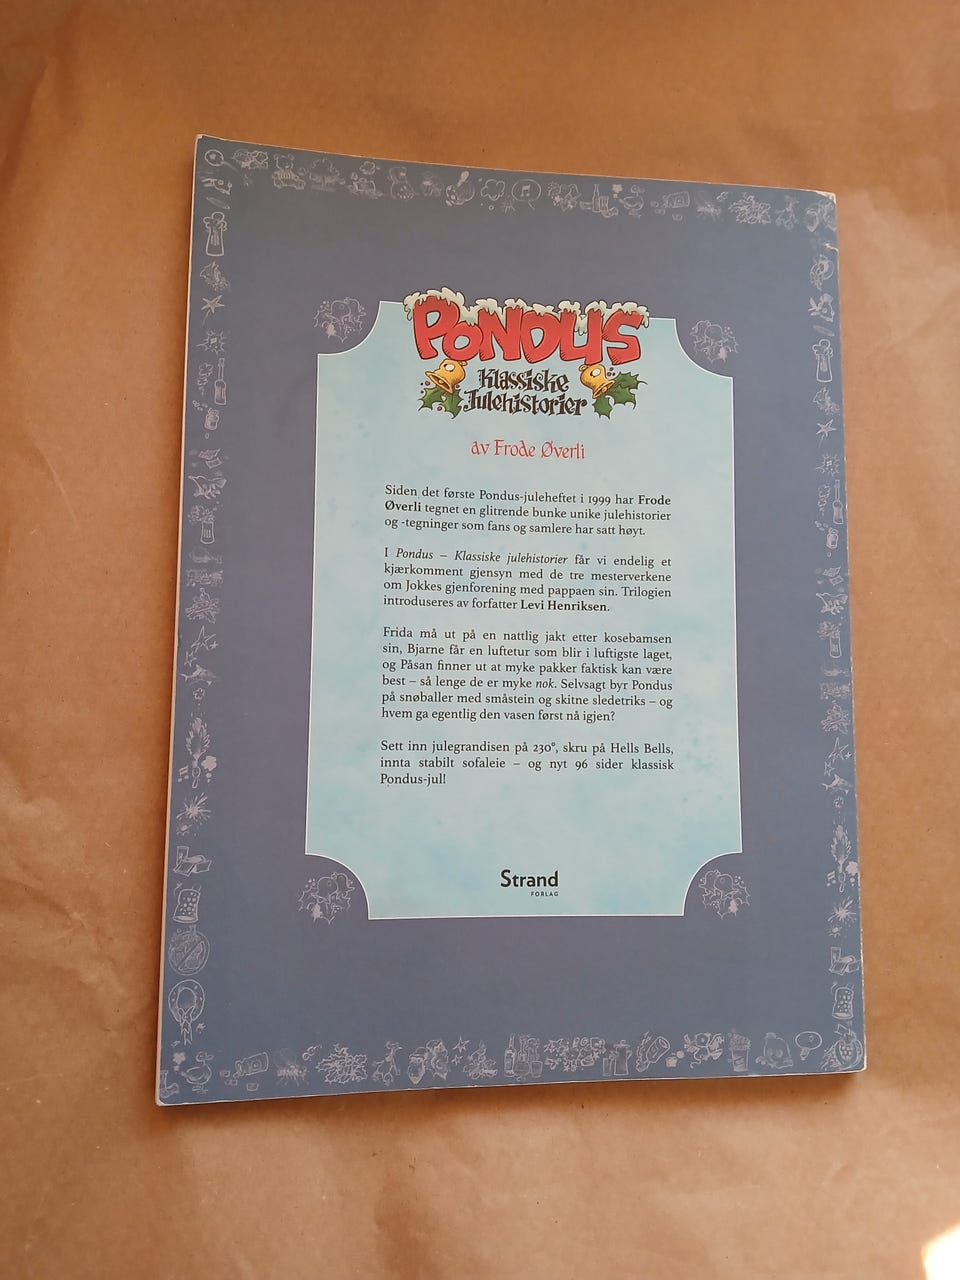 PONDUS
Klassiske
Julehistorier
av Frode Øverli
Siden det første Pondus-juleheftet i 1999 har Frode
Øverli tegnet en glitrende bunke unike julehistorier
og -tegninger som fans og samlere har satt høyt.
I Pondus – Klassiske julehistorier får vi endelig et
kjærkomment gjensyn med de tre mesterverkene
om Jokkes gjenforening med pappaen sin. Trilogien
introduseres av forfatter Levi Henriksen.
Frida må ut på en nattlig jakt etter kosebamsen
sin, Bjarne får en luftetur som blir i luftigste laget,
og Påsan finner ut at myke pakker faktisk kan være
best – så lenge de er myke nok. Selvsagt byr Pondus
på snøballer med småstein og skitne sledetriks – og
hvem ga egentlig den vasen først nå igjen?
Sett inn julegrandisen på 230°, skru på Hells Bells,
innta stabilt sofaleie – og nyt 96 sider klassisk
Pondus-jul!
Strand
FORLAG